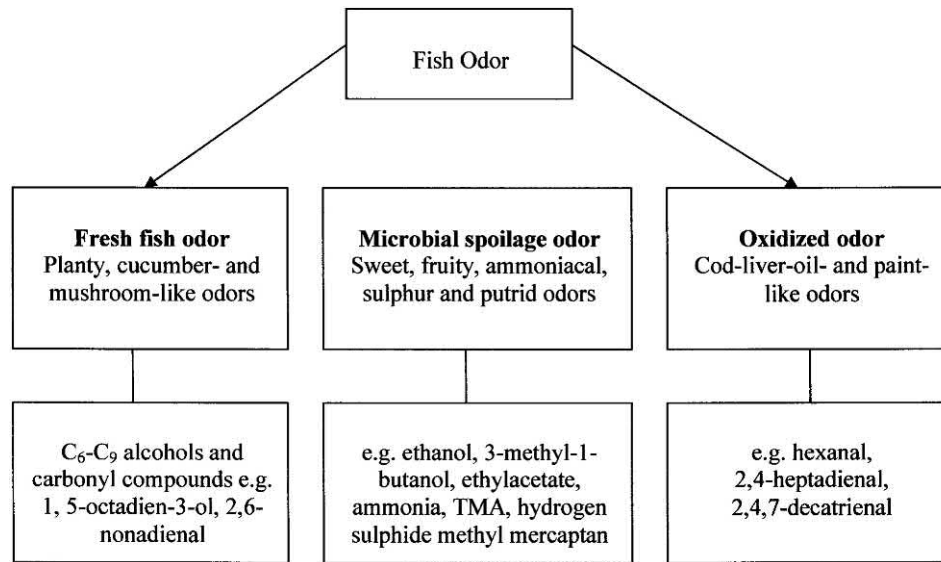 Fish Odor
Fresh fish odor
Planty, cucumber- and
mushroom-like odors
Microbial spoilage odor
Sweet, fruity, ammoniacal,
sulphur and putrid odors
Oxidized odor
Cod-liver-oil- and paint-
like odors
C₆-C₉ alcohols and
carbonyl compounds e.g.
1, 5-octadien-3-ol, 2,6-
nonadienal
e.g. ethanol, 3-methyl-1-
butanol, ethylacetate,
ammonia, TMA, hydrogen
sulphide methyl mercaptan
e.g. hexanal,
2,4-heptadienal,
2,4,7-decatrienal